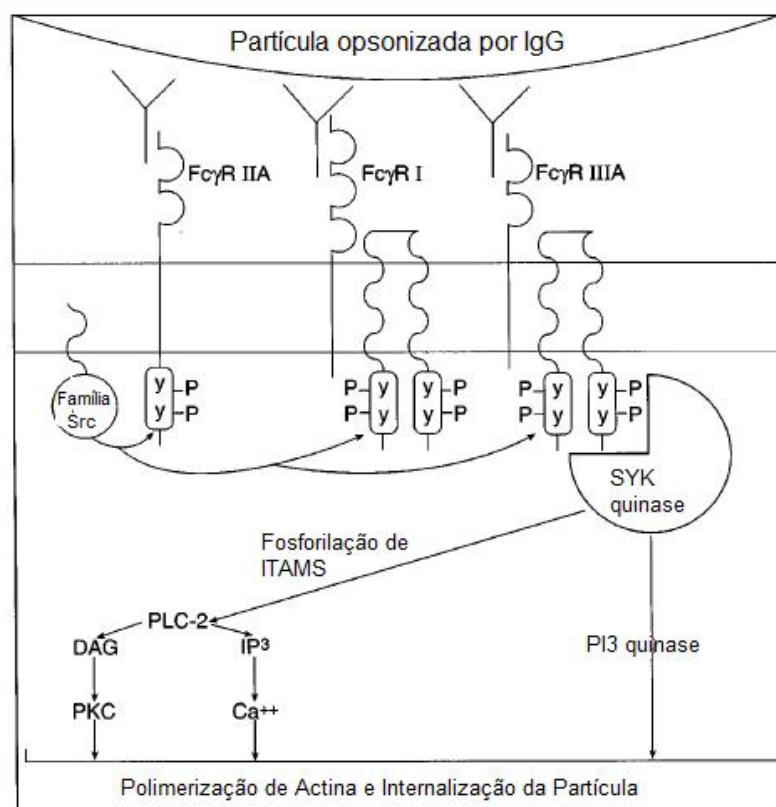 Partícula opsonizada por IgG
FcγR IIA
FcγR I
FcγR IIIA
Família
Src
y
y
P
P
P
P
y
y
y
y
P
P
P
P
y
y
y
y
P
P
SYK
quinase
Fosforilação de
ITAMS
PLC-2
DAG
IP³
PI3 quinase
PKC
Ca⁺⁺
Polimerização de Actina e Internalização da Partícula